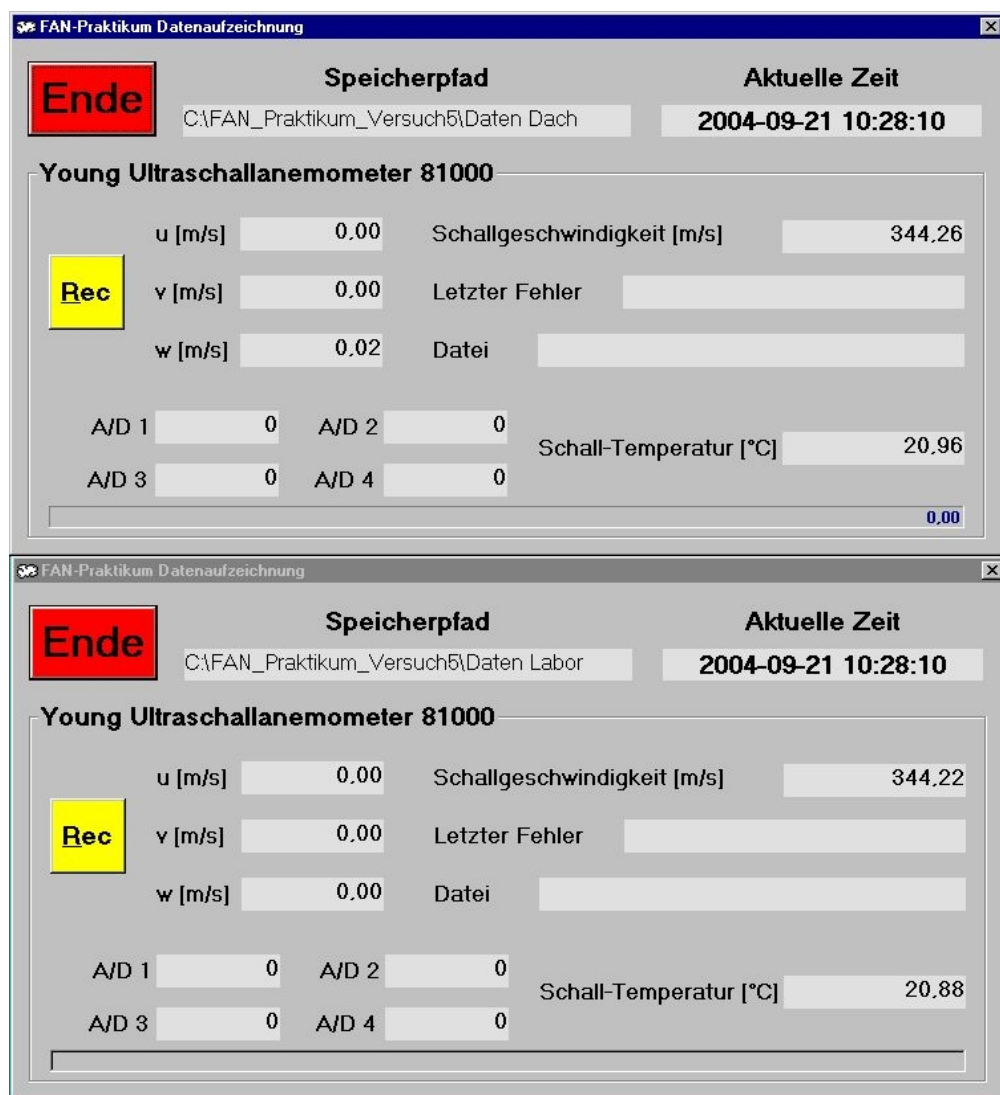 FAN-Praktikum Datenaufzeichnung
Ende
Speicherpfad
Aktuelle Zeit
C:\FAN_Praktikum_Versuch5\Daten Dach
2004-09-21 10:28:10
Young Ultraschallanemometer 81000
u [m/s] 0,00 Schallgeschwindigkeit [m/s] 344,26
Rec v [m/s] 0,00 Letzter Fehler
w [m/s] 0,02 Datei
A/D 1 0 A/D 2 0
Schall-Temperatur [°C] 20,96
A/D 3 0 A/D 4 0
0,00
FAN-Praktikum Datenaufzeichnung
Ende
Speicherpfad
Aktuelle Zeit
C:\FAN_Praktikum_Versuch5\Daten Labor
2004-09-21 10:28:10
Young Ultraschallanemometer 81000
u [m/s] 0,00 Schallgeschwindigkeit [m/s] 344,22
Rec v [m/s] 0,00 Letzter Fehler
w [m/s] 0,00 Datei
A/D 1 0 A/D 2 0
Schall-Temperatur [°C] 20,88
A/D 3 0 A/D 4 0